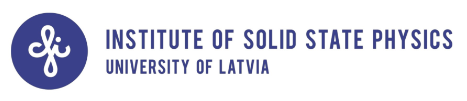 INSTITUTE OF SOLID STATE PHYSICS
UNIVERSITY OF LATVIA